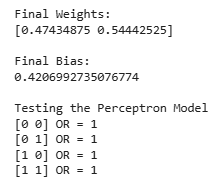 Final Weights:
[0.47434875 0.54442525]
Final Bias:
0.4206992735076774
Testing the Perceptron Model
[0 0] OR = 1
[0 1] OR = 1
[1 0] OR = 1
[1 1] OR = 1